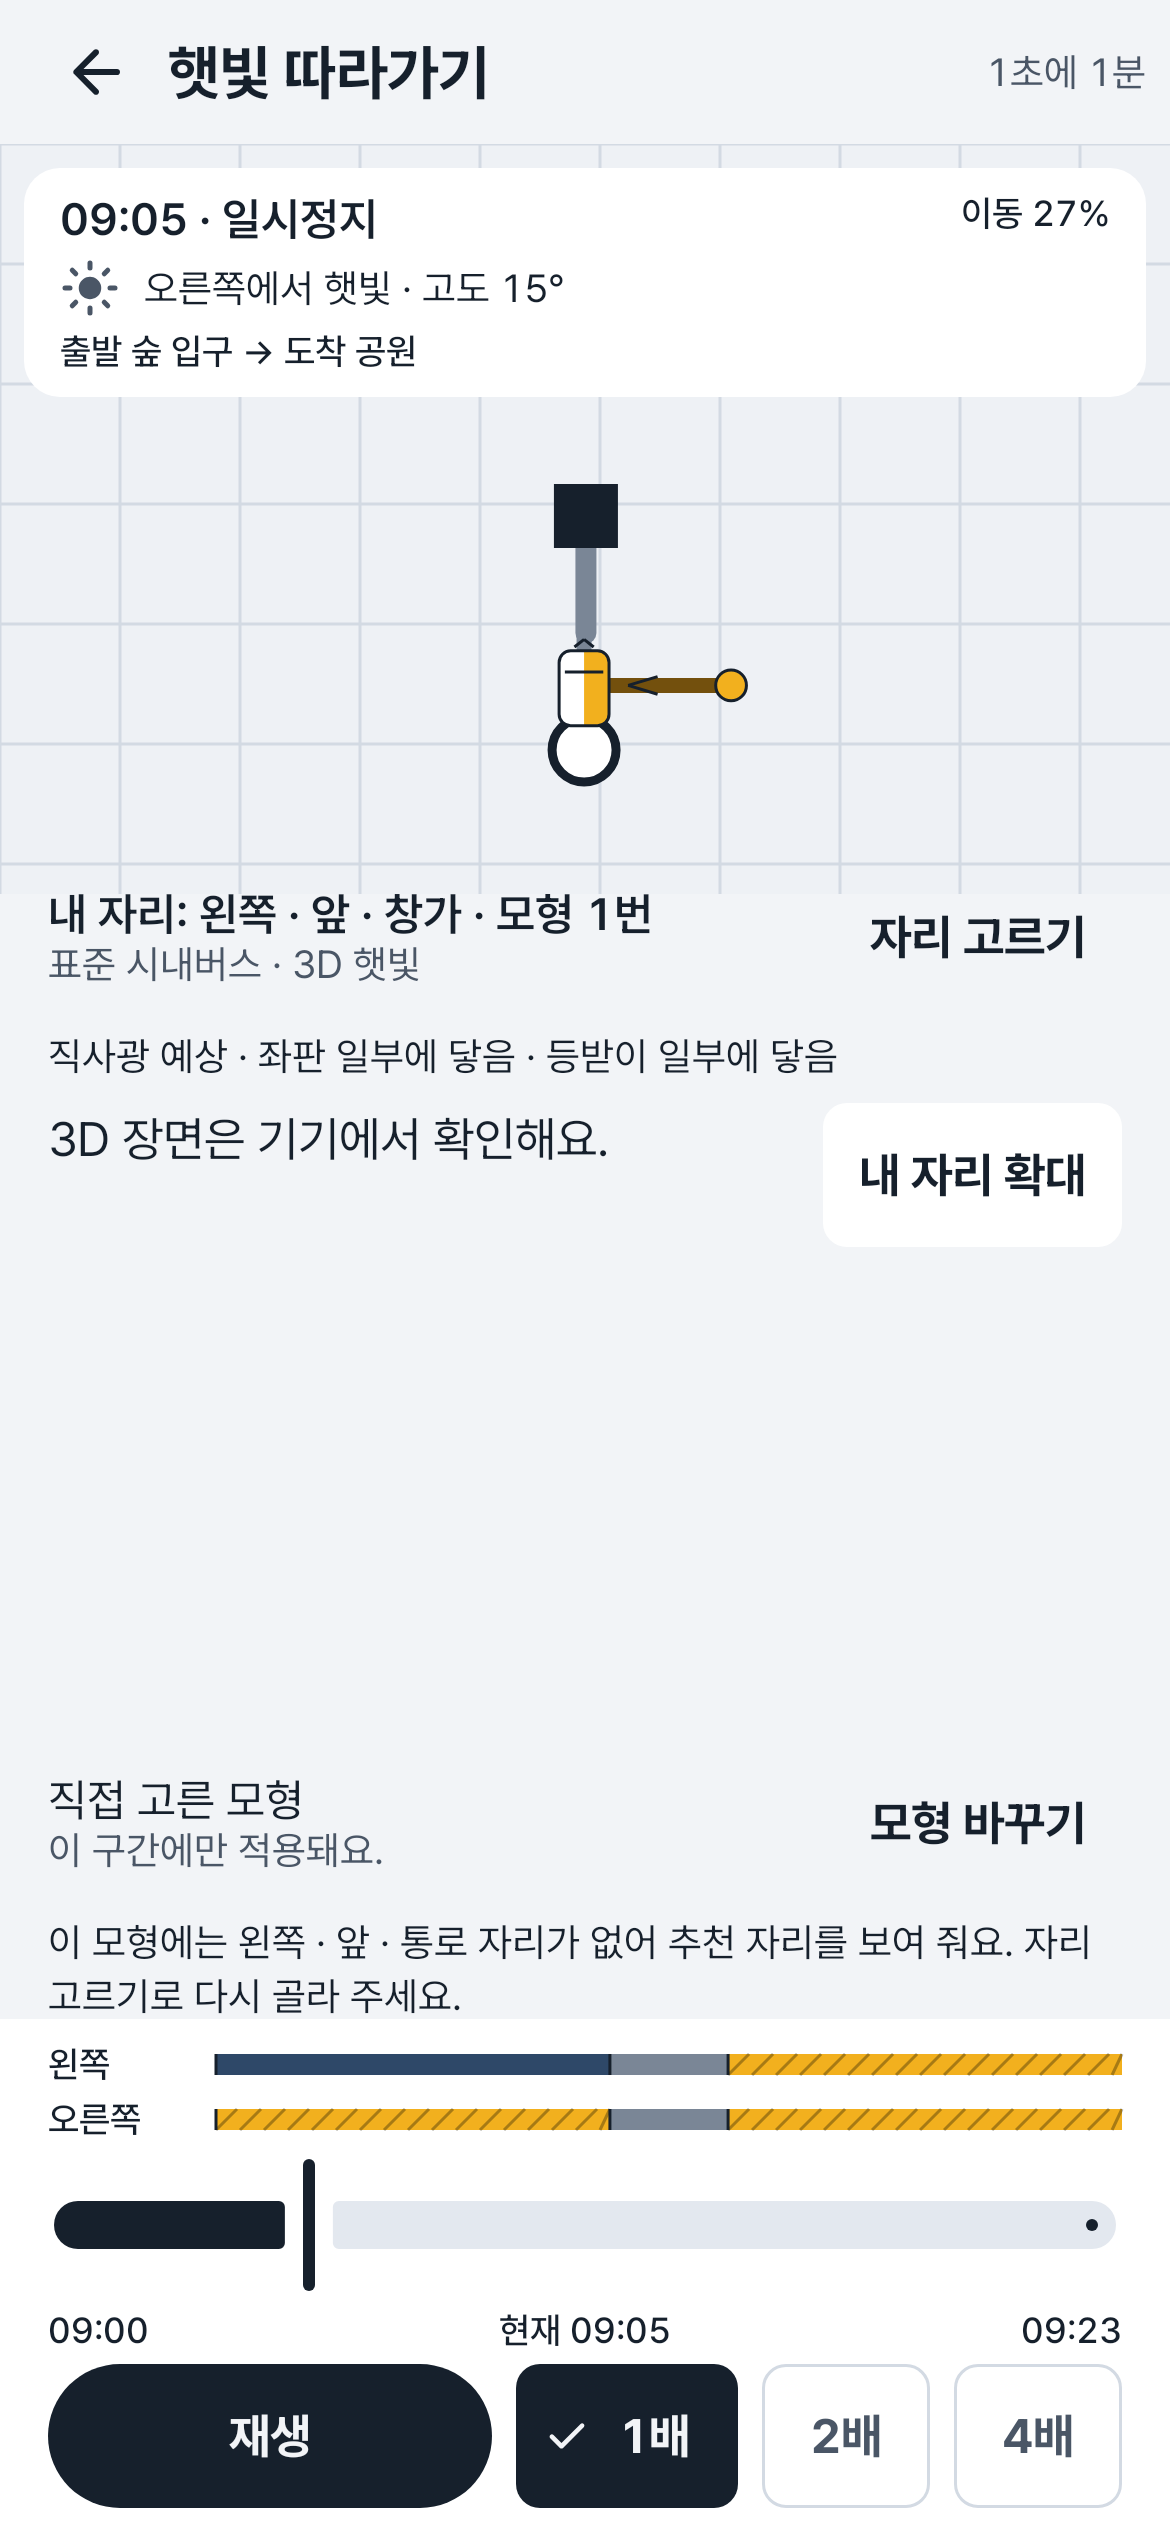 햇빛 따라가기
1초에 1분
09:05 · 일시정지
이동 27%
오른쪽에서 햇빛 · 고도 15°
출발 숲 입구 → 도착 공원
내 자리: 왼쪽 · 앞 · 창가 · 모형 1번
자리 고르기
표준 시내버스 · 3D 햇빛
직사광 예상 · 좌판 일부에 닿음 · 등받이 일부에 닿음
3D 장면은 기기에서 확인해요.
내 자리 확대
직접 고른 모형
모형 바꾸기
이 구간에만 적용돼요.
이 모형에는 왼쪽 · 앞 · 통로 자리가 없어 추천 자리를 보여 줘요. 자리
고르기로 다시 골라 주세요.
왼쪽
오른쪽
09:00
현재 09:05
09:23
재생
1배
2배
4배